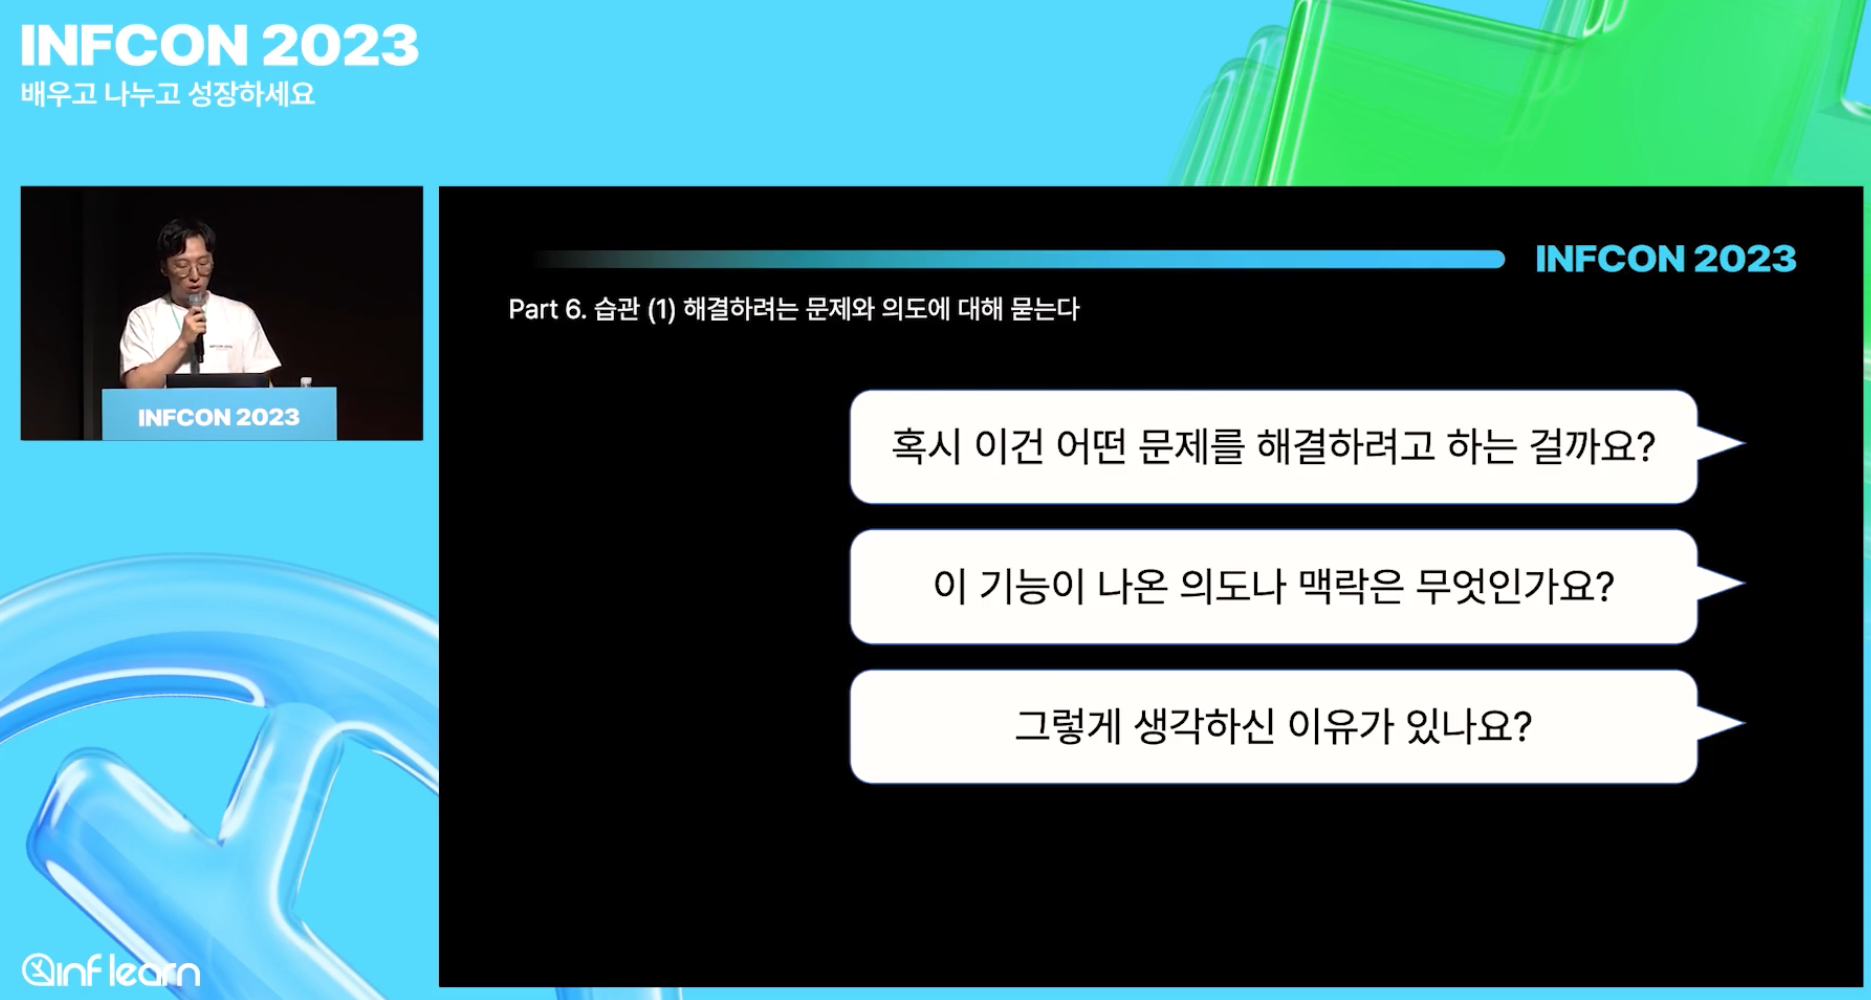 INFCON 2023
배우고 나누고 성장하세요
INFCON 2023
INFCON 2023
Part 6. 습관 (1) 해결하려는 문제와 의도에 대해 묻는다
혹시 이건 어떤 문제를 해결하려고 하는 걸까요?
이 기능이 나온 의도나 맥락은 무엇인가요?
그렇게 생각하신 이유가 있나요?
inflearn